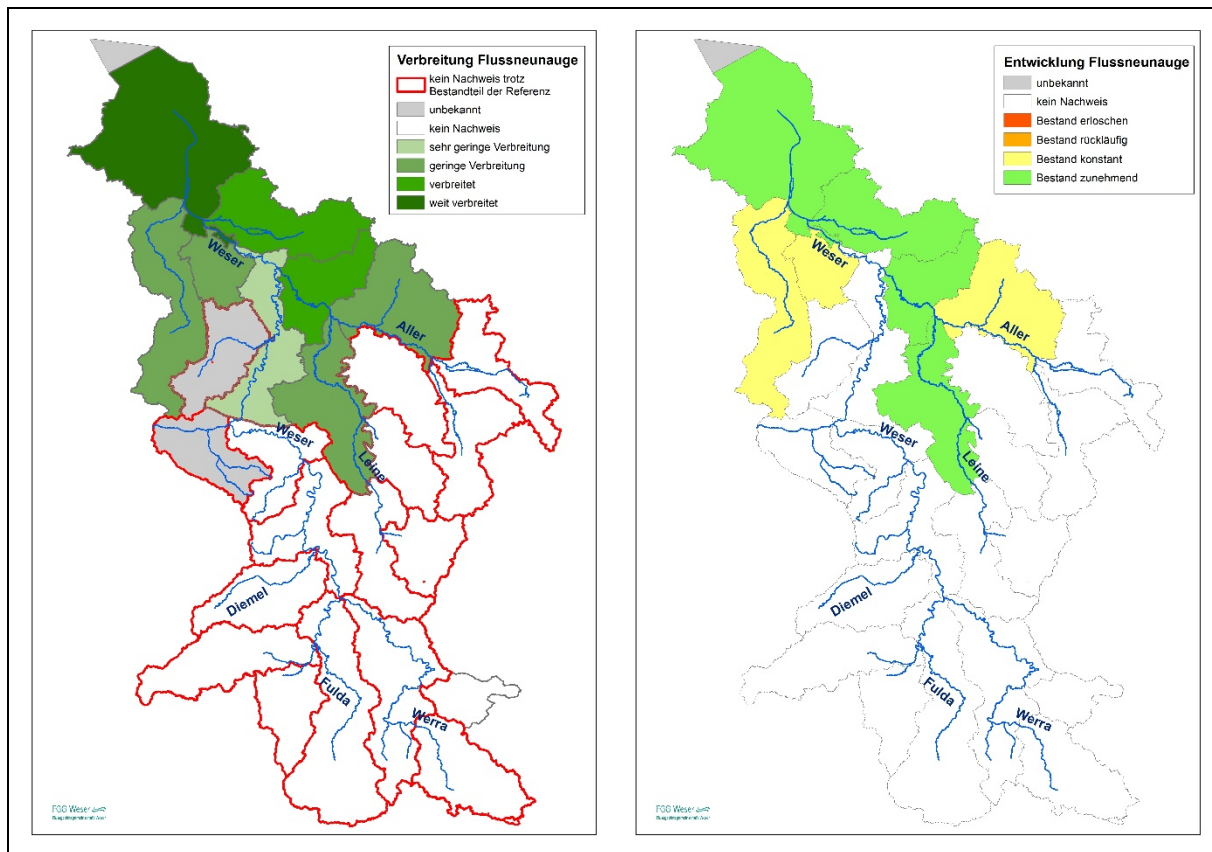 Verbreitung Flussneunauge
kein Nachweis trotz
Bestandteil der Referenz
unbekannt
kein Nachweis
sehr geringe Verbreitung
geringe Verbreitung
verbreitet
weit verbreitet
Weser
Aller
Weser
Leine
Diemel
Fulda
Werra
FGG Weser
Entwicklung Flussneunauge
unbekannt
kein Nachweis
Bestand erloschen
Bestand rückläufig
Bestand konstant
Bestand zunehmend
Weser
Aller
Weser
Leine
Diemel
Fulda
Werra
FGG Weser